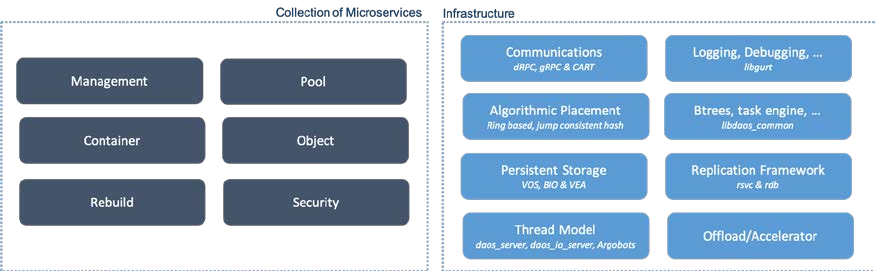 Collection of Microservices
Management
Pool
Container
Object
Rebuild
Security
Infrastructure
Communications
dRPC, gRPC & CART
Logging, Debugging, ...
libgurt
Algorithmic Placement
Ring based, jump consistent hash
Btrees, task engine, ...
libdaos_common
Persistent Storage
VOS, BIO & VEA
Replication Framework
rsvc & rdb
Thread Model
daos_server, daos_io_server, Argobots
Offload/Accelerator